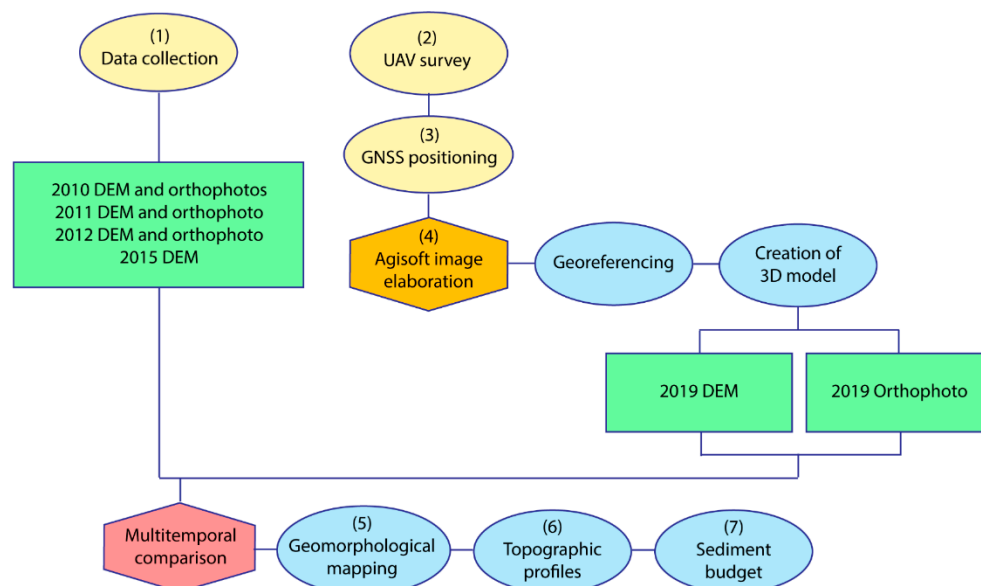 (1)
Data collection
(2)
UAV survey
(3)
GNSS positioning
2010 DEM and orthophotos
2011 DEM and orthophoto
2012 DEM and orthophoto
2015 DEM
(4)
Agisoft image
elaboration
Georeferencing
Creation of
3D model
2019 DEM
2019 Orthophoto
Multitemporal
comparison
(5)
Geomorphological
mapping
(6)
Topographic
profiles
(7)
Sediment
budget